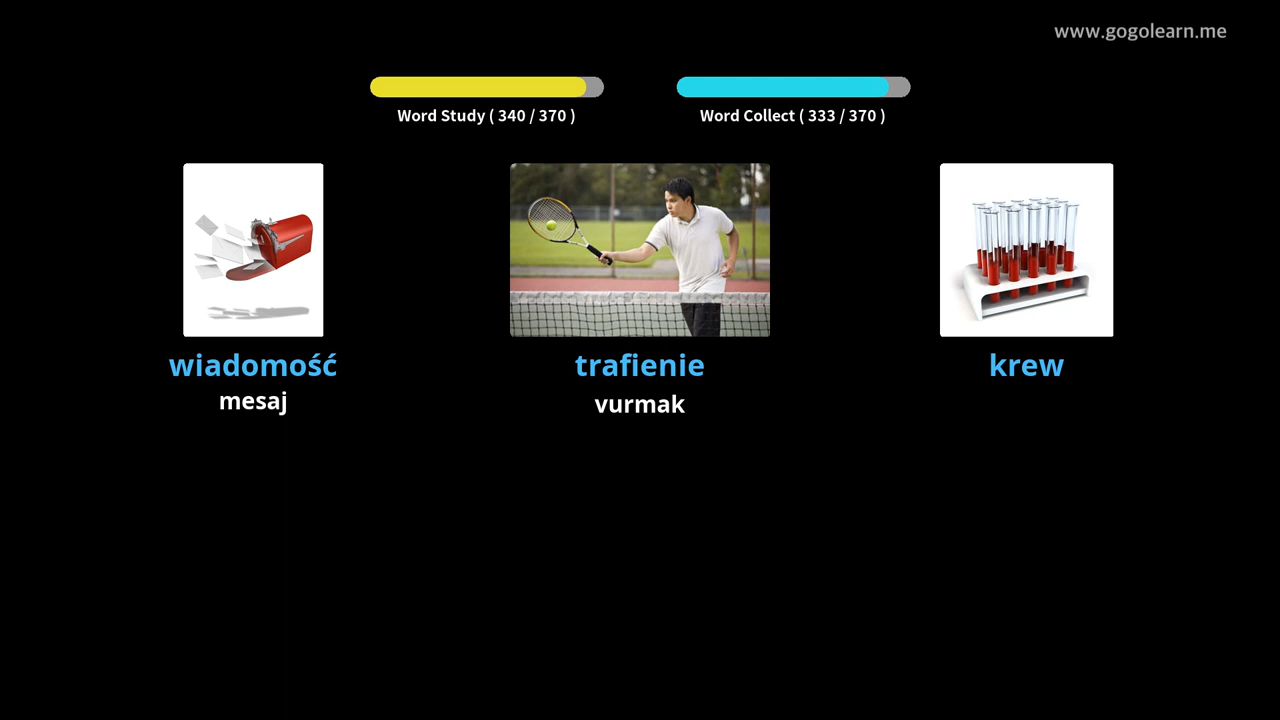 www.gogolearn.me
Word Study ( 340 / 370 )
Word Collect ( 333 / 370 )
wiadomość
mesaj
trafienie
vurmak
krew